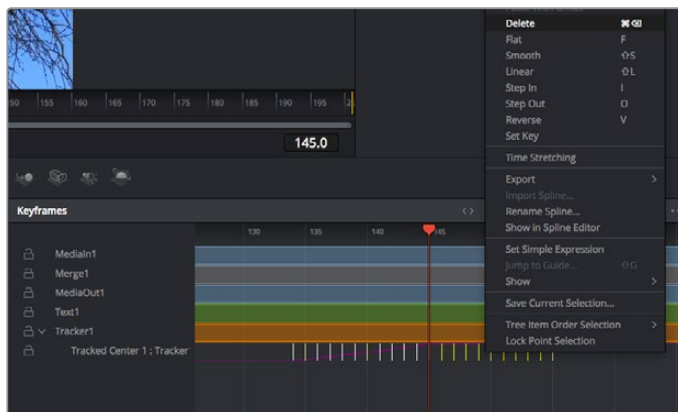 Delete ⌘⌫
Flat F
Smooth ⇧S
Linear ⇧L
Step In I
Step Out O
Reverse V
Set Key
Time Stretching
Export >
Import Spline...
Rename Spline...
Show in Spline Editor
Set Simple Expression
Jump to Guide... ⇧G
Show >
Save Current Selection...
Tree Item Order Selection >
Lock Point Selection
155 160 165 170 175 180 185 190 195
145.0
Keyframes
130 135 140 145
MediaIn1
Merge1
MediaOut1
Text1
Tracker1
Tracked Center 1 : Tracker